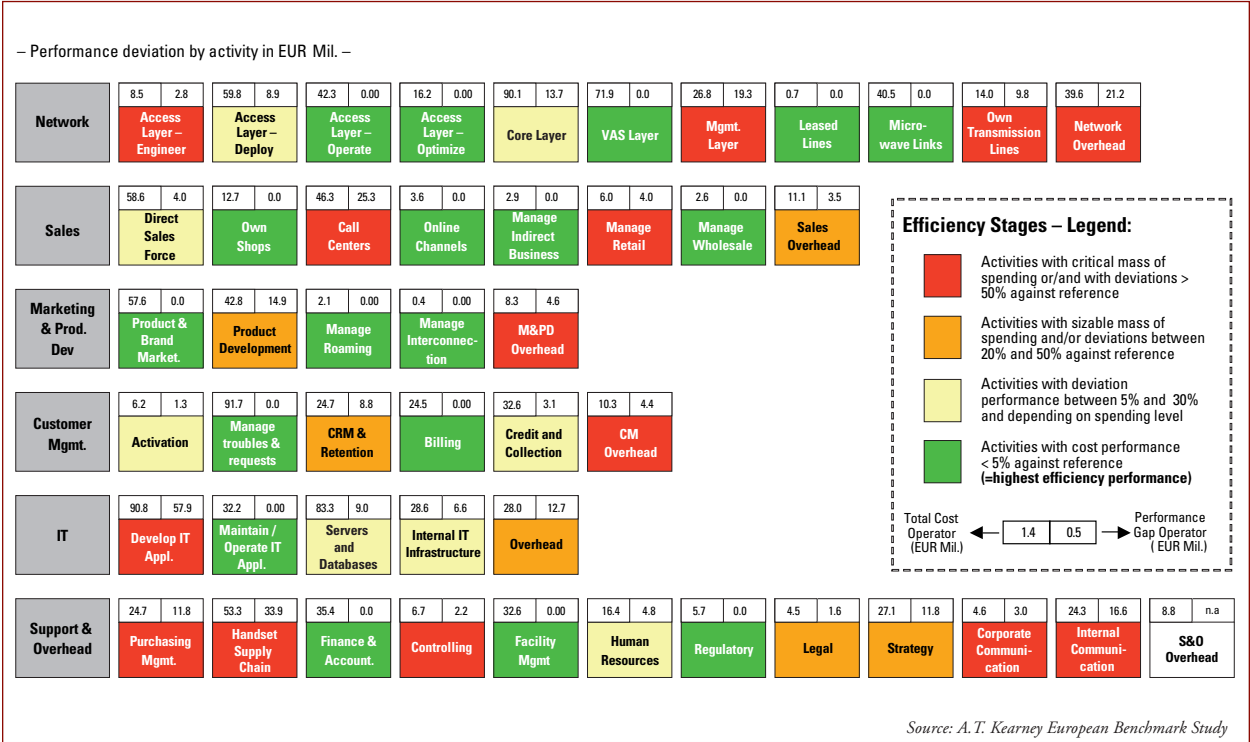 – Performance deviation by activity in EUR Mil. –
Network
8.5 2.8
Access
Layer –
Engineer
59.8 8.9
Access
Layer –
Deploy
42.3 0.00
Access
Layer –
Operate
16.2 0.00
Access
Layer –
Optimize
90.1 13.7
Core Layer
71.9 0.0
VAS Layer
26.8 19.3
Mgmt.
Layer
0.7 0.0
Leased
Lines
40.5 0.0
Micro-
wave Links
14.0 9.8
Own
Transmission
Lines
39.6 21.2
Network
Overhead
Sales
58.6 4.0
Direct
Sales
Force
12.7 0.0
Own
Shops
46.3 25.3
Call
Centers
3.6 0.0
Online
Channels
2.9 0.0
Manage
Indirect
Business
6.0 4.0
Manage
Retail
2.6 0.0
Manage
Wholesale
11.1 3.5
Sales
Overhead
Marketing
& Prod.
Dev
57.6 0.0
Product &
Brand
Market.
42.8 14.9
Product
Development
2.1 0.00
Manage
Roaming
0.4 0.00
Manage
Interconnec-
tion
8.3 4.6
M&PD
Overhead
Customer
Mgmt.
6.2 1.3
Activation
91.7 0.0
Manage
troubles &
requests
24.7 8.8
CRM &
Retention
24.5 0.00
Billing
32.6 3.1
Credit and
Collection
10.3 4.4
CM
Overhead
IT
90.8 57.9
Develop IT
Appl.
32.2 0.00
Maintain /
Operate IT
Appl.
83.3 9.0
Servers
and
Databases
28.6 6.6
Internal IT
Infrastructure
28.0 12.7
Overhead
Support &
Overhead
24.7 11.8
Purchasing
Mgmt.
53.3 33.9
Handset
Supply
Chain
35.4 0.0
Finance &
Account.
6.7 2.2
Controlling
32.6 0.00
Facility
Mgmt
16.4 4.8
Human
Resources
5.7 0.0
Regulatory
4.5 1.6
Legal
27.1 11.8
Strategy
4.6 3.0
Corporate
Communi-
cation
24.3 16.6
Internal
Communi-
cation
8.8 n.a
S&O
Overhead
Efficiency Stages – Legend:
Activities with critical mass of
spending or/and with deviations >
50% against reference
Activities with sizable mass of
spending and/or deviations between
20% and 50% against reference
Activities with deviation
performance between 5% and 30%
and depending on spending level
Activities with cost performance
< 5% against reference
(=highest efficiency performance)
Total Cost
Operator
(EUR Mil.)
1.4 0.5
Performance
Gap Operator
( EUR Mil.)
Source: A.T. Kearney European Benchmark Study